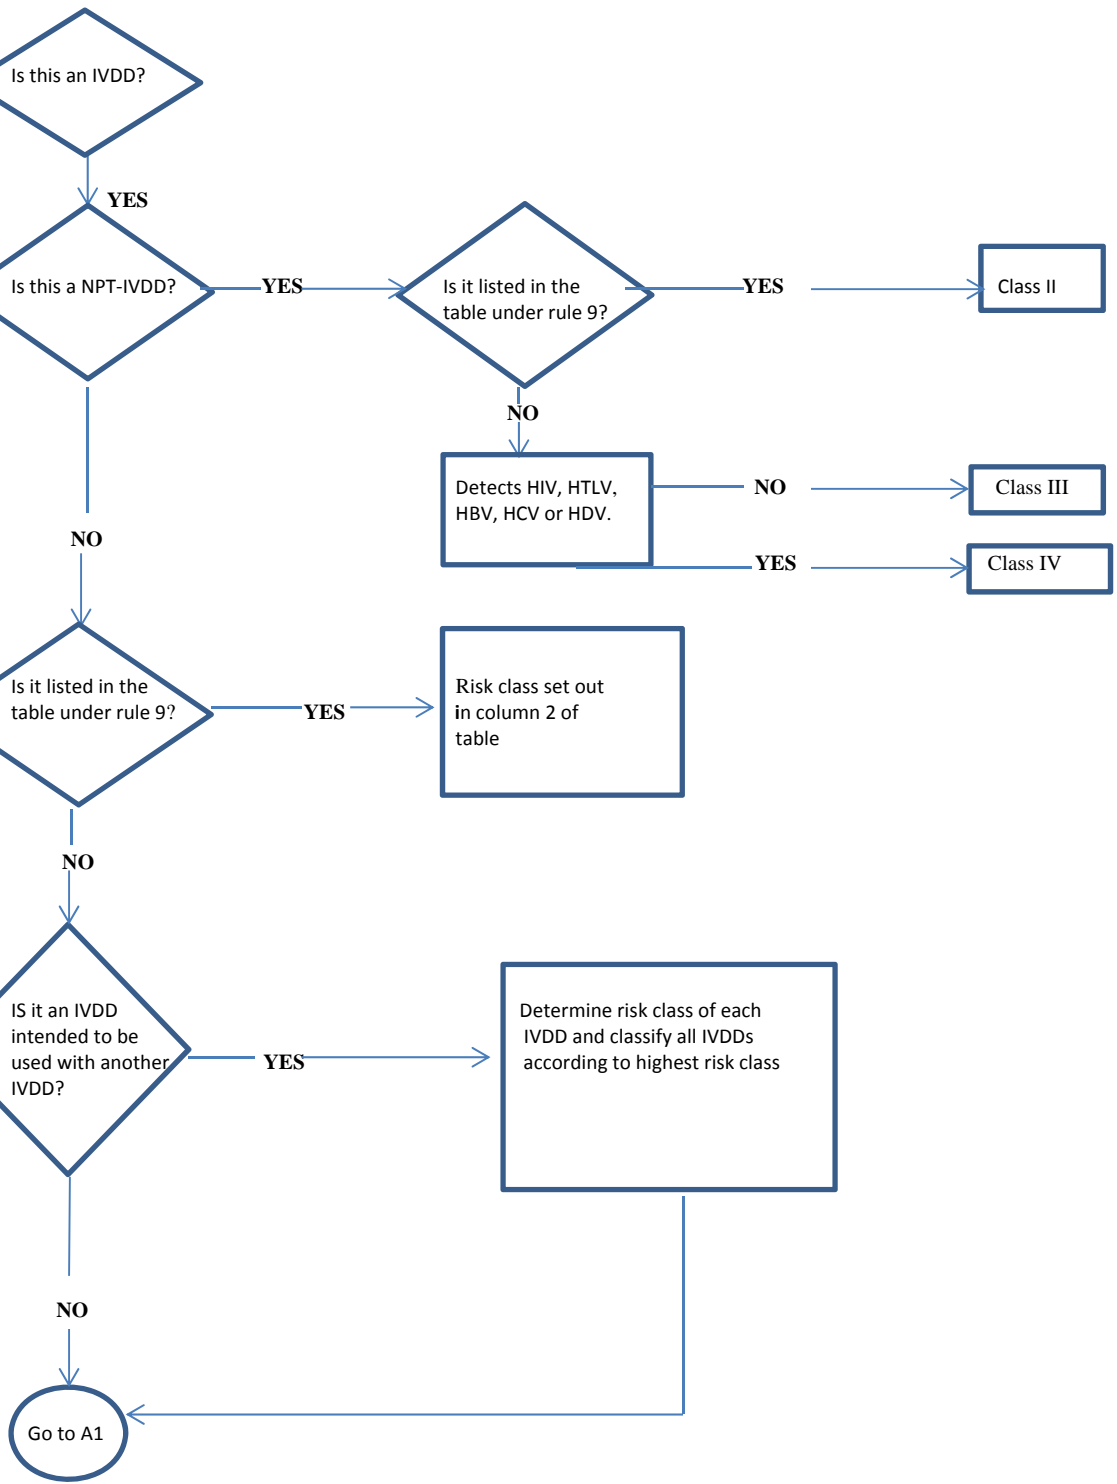 Is this an IVDD?
YES
Is this a NPT-IVDD?
YES
Is it listed in the
table under rule 9?
YES
Class II
NO
Detects HIV, HTLV,
HBV, HCV or HDV.
NO
Class III
YES
Class IV
NO
Is it listed in the
table under rule 9?
YES
Risk class set out
in column 2 of
table
NO
IS it an IVDD
intended to be
used with another
IVDD?
YES
Determine risk class of each
IVDD and classify all IVDDs
according to highest risk class
NO
Go to A1